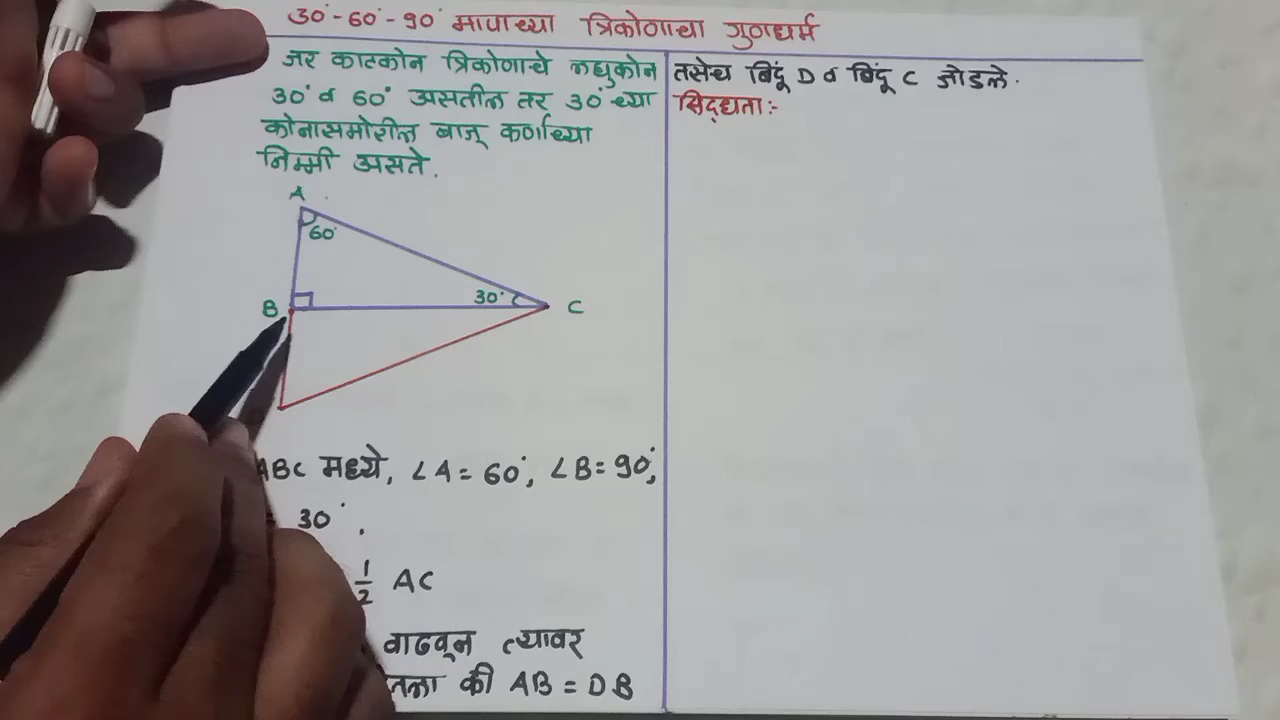 30°-60°-90° मापाच्या त्रिकोणाचा गुणधर्म
जर काटकोन त्रिकोणाचे लघुकोन
30° व 60° असतील तर 30° च्या
कोनासमोरील बाजू कर्णाच्या
निम्मी असते.
A
60°
B
30°
C
ABC मध्ये, ∠A = 60°, ∠B = 90°,
30°.
1/2 AC
वाढवून त्यावर
की AB = DB
तसेच बिंदू D व बिंदू C जोडले.
सिद्धता:-